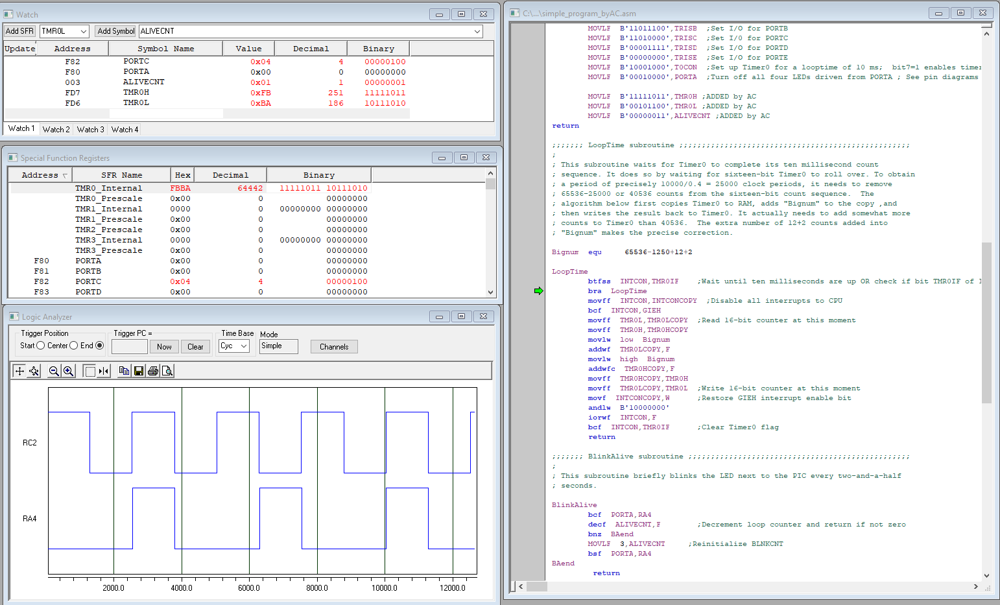 Watch
Add SFR TMR0L Add Symbol ALIVECNT
Update Address Symbol Name Value Decimal Binary
F82 PORTC 0x04 4 00000100
F80 PORTA 0x00 0 00000000
003 ALIVECNT 0x01 1 00000001
FD7 TMR0H 0xFB 251 11111011
FD6 TMR0L 0xBA 186 10111010
Watch 1 Watch 2 Watch 3 Watch 4
Special Function Registers
Address SFR Name Hex Decimal Binary
TMR0_Internal FBBA 64442 11111011 10111010
TMR0_Prescale 0x00 0 00000000
TMR1_Internal 0000 0 00000000 00000000
TMR1_Prescale 0x00 0 00000000
TMR2_Prescale 0x00 0 00000000
TMR3_Internal 0000 0 00000000 00000000
TMR3_Prescale 0x00 0 00000000
F80 PORTA 0x00 0 00000000
F81 PORTB 0x00 0 00000000
F82 PORTC 0x04 4 00000100
F83 PORTD 0x00 0 00000000
Logic Analyzer
Trigger Position Trigger PC = Time Base Mode
Start Center End Now Clear Cyc Simple Channels
RC2
RA4
2000.0 4000.0 6000.0 8000.0 10000.0 12000.0
C:\...\simple_program_byAC.asm
MOVLF B'11011100',TRISB ;Set I/O for PORTB
MOVLF B'11010000',TRISC ;Set I/0 for PORTC
MOVLF B'00001111',TRISD ;Set I/O for PORTD
MOVLF B'00000000',TRISE ;Set I/O for PORTE
MOVLF B'10001000',T0CON ;Set up Timer0 for a looptime of 10 ms; bit7=1 enables timer
MOVLF B'00010000',PORTA ;Turn off all four LEDs driven from PORTA ; See pin diagrams
MOVLF B'11111011',TMR0H ;ADDED by AC
MOVLF B'00101100',TMR0L ;ADDED by AC
MOVLF B'00000011',ALIVECNT ;ADDED by AC
return
;;;;;;; LoopTime subroutine ;;;;;;;;;;;;;;;;;;;;;;;;;;;;;;;;;;;;;;;;;;;;;;;;;;;
;
; This subroutine waits for Timer0 to complete its ten millisecond count
; sequence. It does so by waiting for sixteen-bit Timer0 to roll over. To obtain
; a period of precisely 10000/0.4 = 25000 clock periods, it needs to remove
; 65536-25000 or 40536 counts from the sixteen-bit count sequence.  The
; algorithm below first copies Timer0 to RAM, adds "Bignum" to the copy ,and
; then writes the result back to Timer0. It actually needs to add somewhat more
; counts to Timer0 than 40536.  The extra number of 12+2 counts added into
; "Bignum" makes the precise correction.
Bignum equ 65536-1250+12+2
LoopTime
btfss INTCON,TMR0IF ;Wait until ten milliseconds are up OR check if bit TMR0IF of
bra LoopTime
movff INTCON,INTCONCOPY ;Disable all interrupts to CPU
bcf INTCON,GIEH
movff TMR0L,TMR0LCOPY ;Read 16-bit counter at this moment
movff TMR0H,TMR0HCOPY
movlw low Bignum
addwf TMR0LCOPY,F
movlw high Bignum
addwfc TMR0HCOPY,F
movff TMR0HCOPY,TMR0H
movff TMR0LCOPY,TMR0L ;Write 16-bit counter at this moment
movf INTCONCOPY,W ;Restore GIEH interrupt enable bit
andlw B'10000000'
iorwf INTCON,F
bcf INTCON,TMR0IF ;Clear Timer0 flag
return
;;;;;;; BlinkAlive subroutine ;;;;;;;;;;;;;;;;;;;;;;;;;;;;;;;;;;;;;;;;;;;;;;;;;
;
; This subroutine briefly blinks the LED next to the PIC every two-and-a-half
; seconds.
BlinkAlive
bcf PORTA,RA4
decf ALIVECNT,F ;Decrement loop counter and return if not zero
bnz BAend
MOVLF 3,ALIVECNT ;Reinitialize BLNKCNT
bsf PORTA,RA4
BAend
return